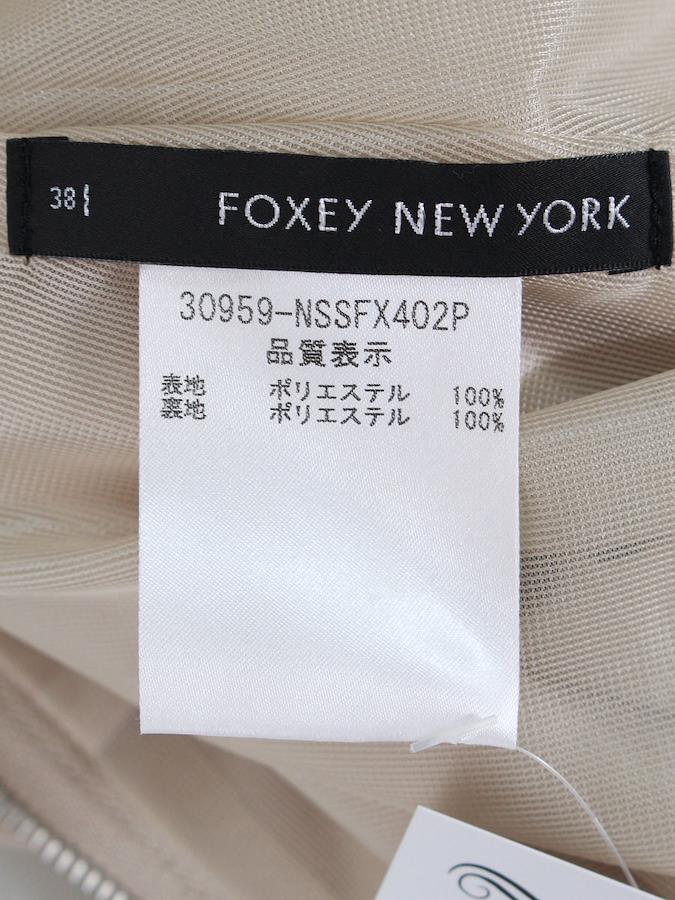 38
FOXEY NEW YORK
30959-NSSFX402P
品質表示
表地 ポリエステル 100%
裏地 ポリエステル 100%